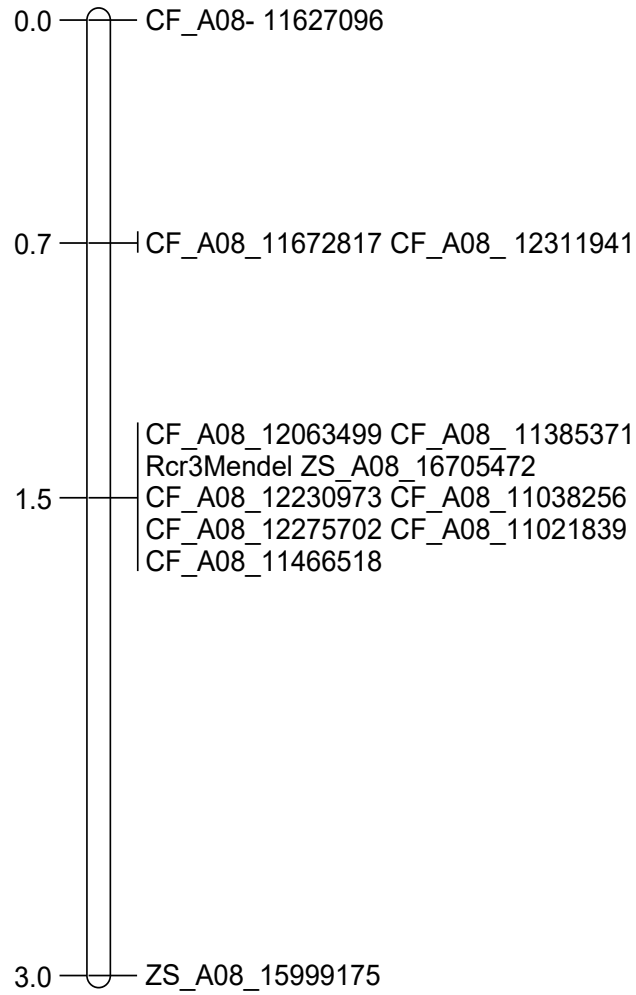 0.0 CF_A08- 11627096
0.7 CF_A08_11672817 CF_A08_ 12311941
CF_A08_12063499 CF_A08_ 11385371
Rcr3Mendel ZS_A08_16705472
1.5 CF_A08_12230973 CF_A08_11038256
CF_A08_12275702 CF_A08_11021839
CF_A08_11466518
3.0 ZS_A08_15999175